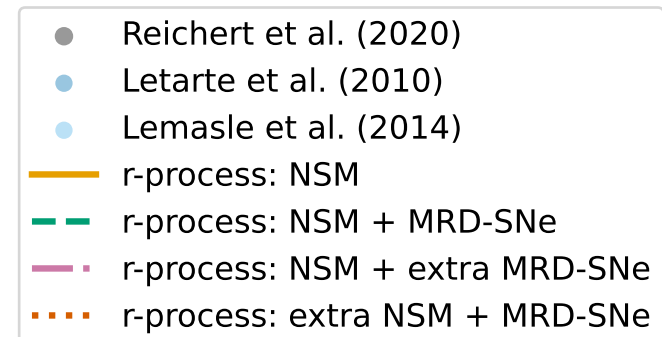 Reichert et al. (2020)
Letarte et al. (2010)
Lemasle et al. (2014)
r-process: NSM
r-process: NSM + MRD-SNe
r-process: NSM + extra MRD-SNe
r-process: extra NSM + MRD-SNe